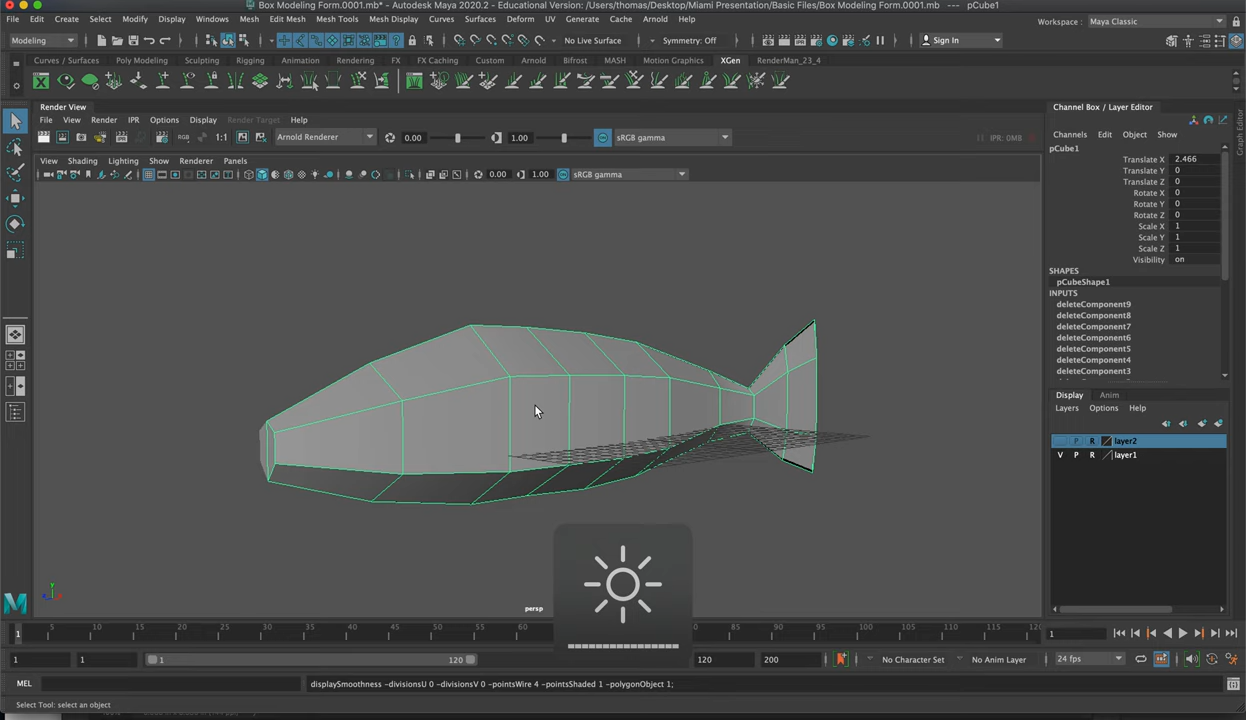 Box Modeling Form.0001.mb* - Autodesk Maya 2020.2 - Educational Version: /Users/thomas/Desktop/Miami Presentation/Basic Files/Box Modeling Form.0001.mb --- pCube1
File Edit Create Select Modify Display Windows Mesh Edit Mesh Mesh Tools Mesh Display Curves Surfaces Deform UV Generate Cache Arnold Help Workspace : Maya Classic
Modeling No Live Surface Symmetry: Off Sign In
Curves / Surfaces Poly Modeling Sculpting Rigging Animation Rendering FX FX Caching Custom Arnold Bifrost MASH Motion Graphics XGen RenderMan_23_4
Render View
File View Render IPR Options Display Render Target Help
RGB 1:1 Arnold Renderer 0.00 1.00 sRGB gamma IPR: 0MB
View Shading Lighting Show Renderer Panels
0.00 1.00 sRGB gamma
persp
Channel Box / Layer Editor
Channels Edit Object Show
pCube1
Translate X 2.466
Translate Y 0
Translate Z 0
Rotate X 0
Rotate Y 0
Rotate Z 0
Scale X 1
Scale Y 1
Scale Z 1
Visibility on
SHAPES
pCubeShape1
INPUTS
deleteComponent9
deleteComponent8
deleteComponent7
deleteComponent6
deleteComponent5
deleteComponent4
deleteComponent3
Display Anim
Layers Options Help
P R layer2
V P R layer1
Graph Editor
1 5 10 15 20 25 30 35 40 45 50 55 60 75 80 85 90 95 100 105 110 115 1
1 1 1 120 120 200 No Character Set No Anim Layer 24 fps
MEL displaySmoothness -divisionsU 0 -divisionsV 0 -pointsWire 4 -pointsShaded 1 -polygonObject 1;
Select Tool: select an object